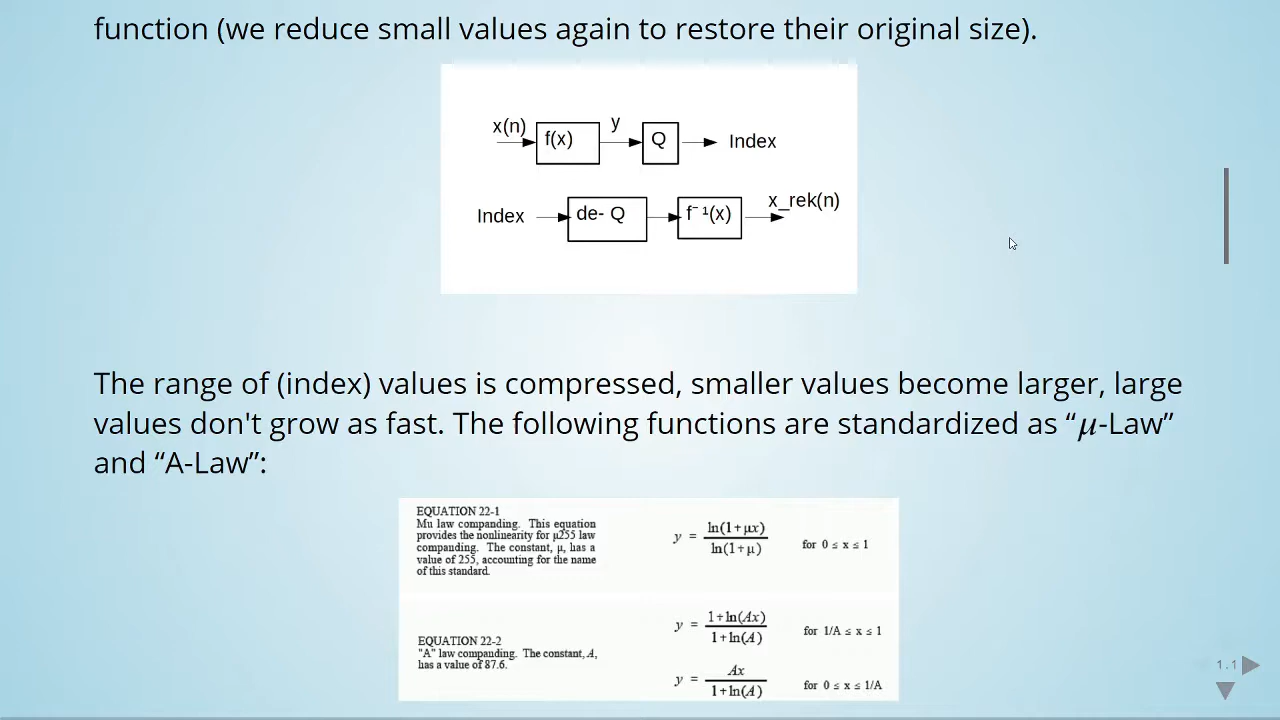 function (we reduce small values again to restore their original size).
x(n) f(x) y Q Index
Index de- Q f⁻¹(x) x_rek(n)
The range of (index) values is compressed, smaller values become larger, large
values don't grow as fast. The following functions are standardized as “μ-Law”
and “A-Law”:
EQUATION 22-1
Mu law companding. This equation
provides the nonlinearity for μ255 law
companding. The constant, μ, has a
value of 255, accounting for the name
of this standard.
y = ln(1+μx) / ln(1+μ) for 0 ≤ x ≤ 1
EQUATION 22-2
"A" law companding. The constant, A,
has a value of 87.6.
y = 1+ln(Ax) / 1+ln(A) for 1/A ≤ x ≤ 1
y = Ax / 1+ln(A) for 0 ≤ x ≤ 1/A
1.1